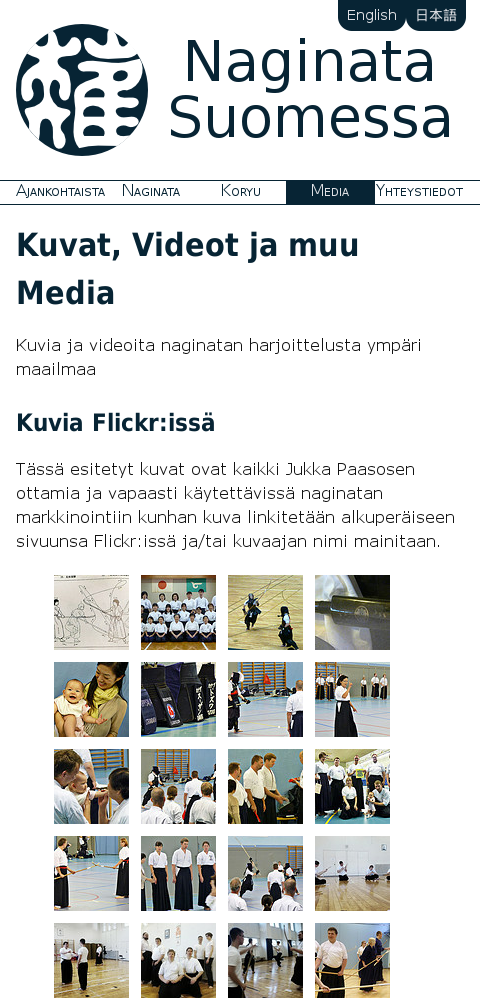 English 日本語
Naginata
Suomessa
Ajankohtaista Naginata Koryu Media Yhteystiedot
Kuvat, Videot ja muu
Media
Kuvia ja videoita naginatan harjoittelusta ympäri
maailmaa
Kuvia Flickr:issä
Tässä esitetyt kuvat ovat kaikki Jukka Paasosen
ottamia ja vapaasti käytettävissä naginatan
markkinointiin kunhan kuva linkitetään alkuperäiseen
sivuunsa Flickr:issä ja/tai kuvaajan nimi mainitaan.